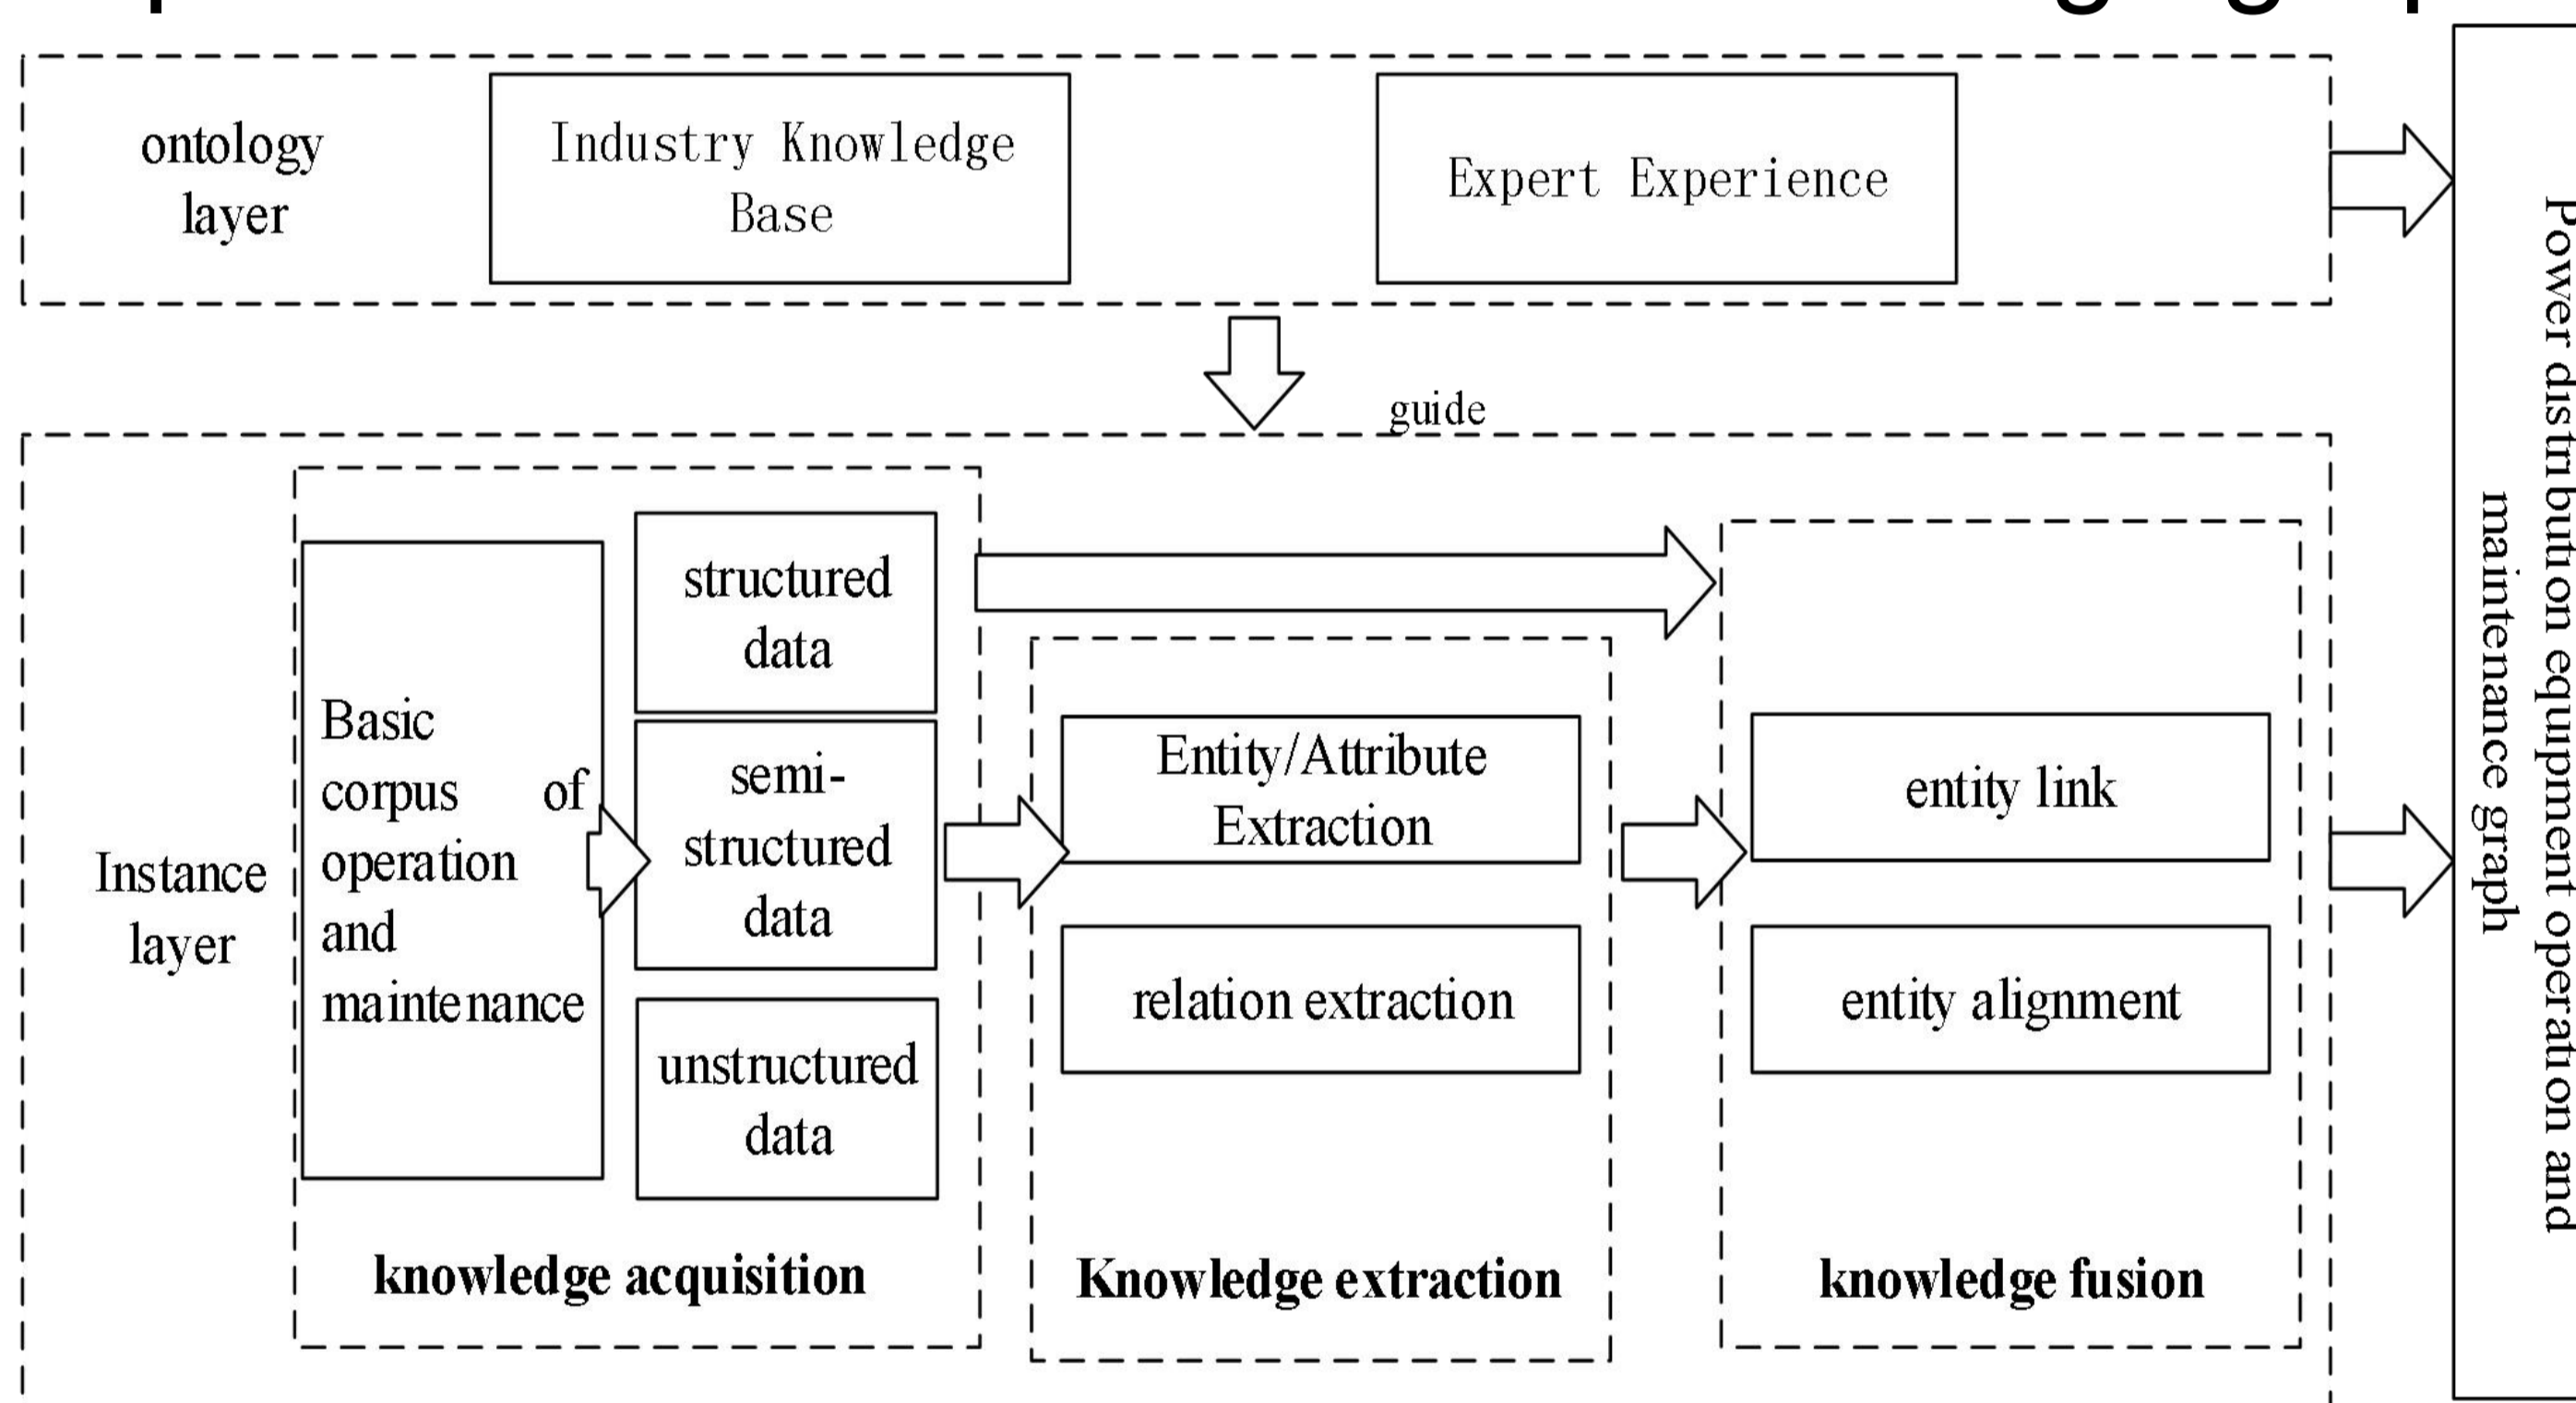 ontology
layer
Industry Knowledge
Base
Expert Experience
guide
Instance
layer
Basic
corpus of
operation
and
maintenance
structured
data
semi-
structured
data
unstructured
data
knowledge acquisition
Entity/Attribute
Extraction
relation extraction
Knowledge extraction
entity link
entity alignment
knowledge fusion
Power distribution equipment operation and
maintenance graph